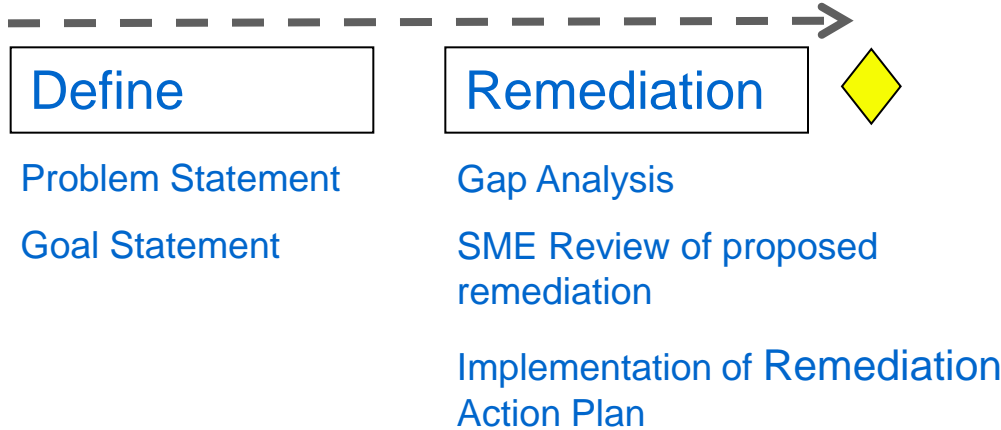 Define
Problem Statement
Goal Statement
Remediation
Gap Analysis
SME Review of proposed
remediation
Implementation of Remediation
Action Plan